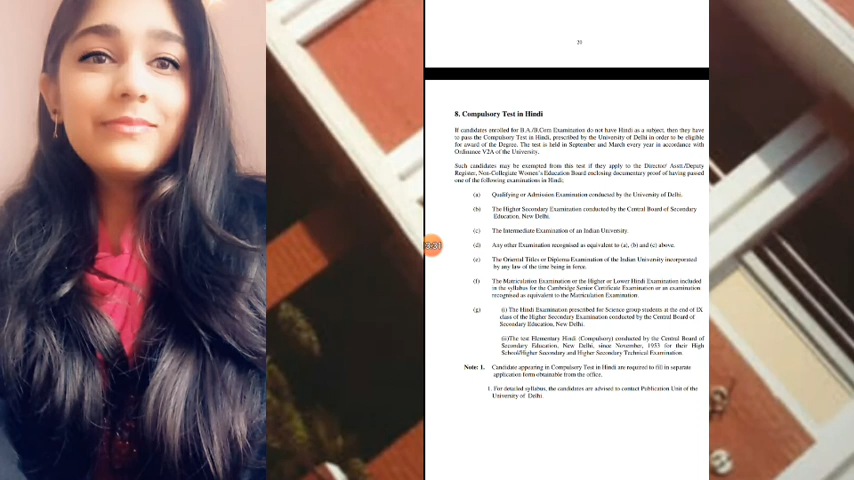 27
8. Compulsory Test in Hindi
If candidates enrolled for B.A./B.Com Examination do not have Hindi as a subject, then they have
to pass the Compulsory Test in Hindi, prescribed by the University of Delhi in order to be eligible
for award of the Degree. The test is held in September and March every year in accordance with
Ordinance V2A of the University.
Such candidates may be exempted from this test if they apply to the Director/ Asstt./Deputy
Register, Non-Collegiate Women's Education Board enclosing documentary proof of having passed
one of the following examinations in Hindi;
(a) Qualifying or Admission Examination conducted by the University of Delhi.
(b) The Higher Secondary Examination conducted by the Central Board of Secondary
Education, New Delhi.
(c) The Intermediate Examination of an Indian University.
(d) Any other Examination recognised as equivalent to (a), (b) and (c) above.
(e) The Oriental Titles or Diploma Examination of the Indian University incorporated
by any law of the time being in force.
(f) The Matriculation Examination or the Higher or Lower Hindi Examination included
in the syllabus for the Cambridge Senior Certificate Examination or an examination
recognised as equivalent to the Matriculation Examination.
(g) (i) The Hindi Examination prescribed for Science group students at the end of IX
class of the Higher Secondary Examination conducted by the Central Board of
Secondary Education, New Delhi.
(ii)The test Elementary Hindi (Compulsory) conducted by the Central Board of
Secondary Education, New Delhi, since November, 1953 for their High
School/Higher Secondary and Higher Secondary Technical Examination
Note: 1. Candidate appearing in Compulsory Test in Hindi are required to fill in separate
application form obtainable from the office.
1. For detailed syllabus, the candidates are advised to contact Publication Unit of the
University of Delhi.